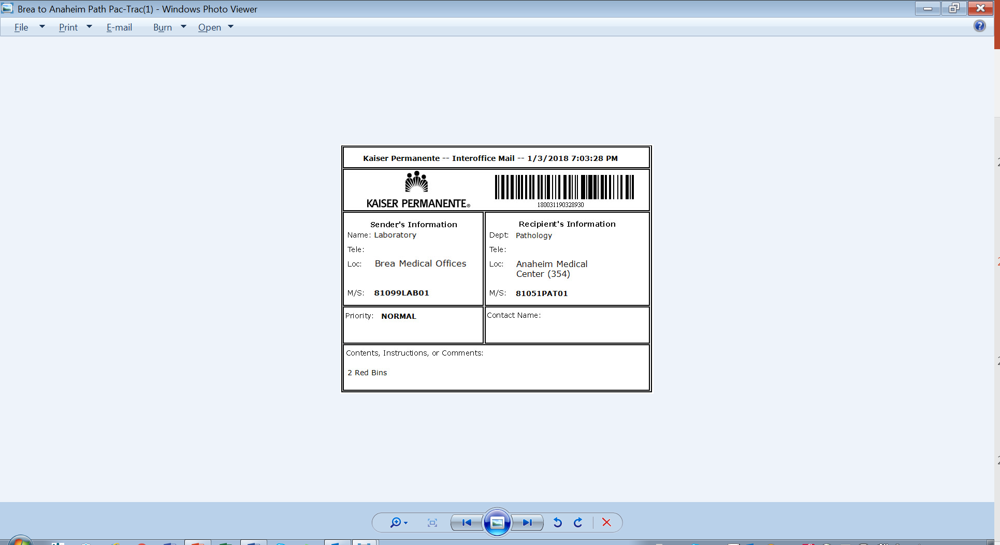 Brea to Anaheim Path Pac-Trac(1) - Windows Photo Viewer
File Print E-mail Burn Open
Kaiser Permanente -- Interoffice Mail -- 1/3/2018 7:03:28 PM
KAISER PERMANENTE®
180031190328930
Sender's Information
Name: Laboratory
Tele:
Loc: Brea Medical Offices
M/S: 81099LAB01
Recipient's Information
Dept: Pathology
Tele:
Loc: Anaheim Medical
Center (354)
M/S: 81051PAT01
Priority: NORMAL
Contact Name:
Contents, Instructions, or Comments:
2 Red Bins